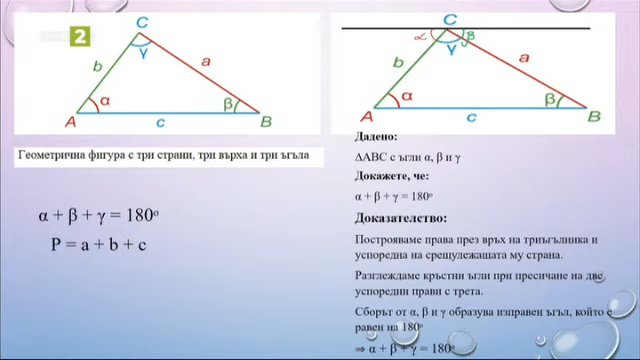 2
C
γ
b
a
α
β
A
c
B
Геометрична фигура с три страни, три върха и три ъгъла
α + β + γ = 180°
P = a + b + c
C
α
β
γ
b
a
α
β
A
c
B
Дадено:
ΔABC с ъгли α, β и γ
Докажете, че:
α + β + γ = 180°
Доказателство:
Построяваме права през връх на триъгълника и
успоредна на срещулежащата му страна.
Разглеждаме кръстни ъгли при пресичане на две
успоредни прави с трета.
Сборът от α, β и γ образува изправен ъгъл, който е
равен на 180°
⇒ α + β + γ = 180°